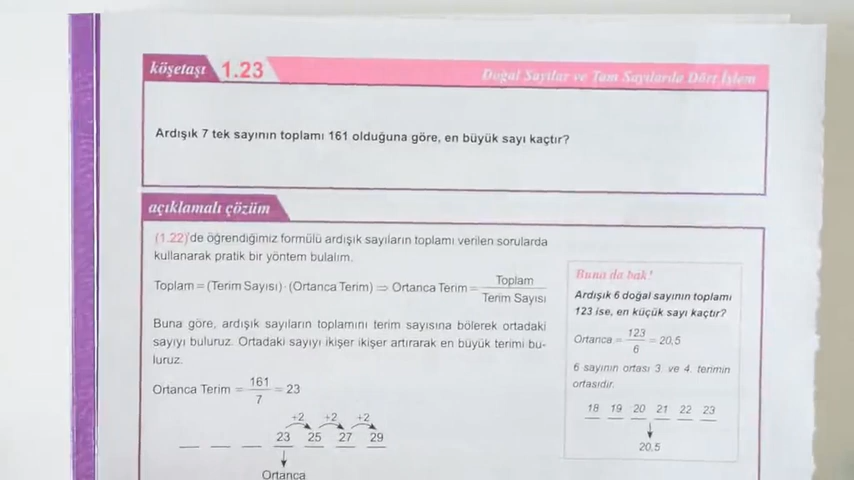 köşetaşı 1.23
Doğal Sayılar ve Tam Sayılarda Dört İşlem
Ardışık 7 tek sayının toplamı 161 olduğuna göre, en büyük sayı kaçtır?
açıklamalı çözüm
(1.22)'de öğrendiğimiz formülü ardışık sayıların toplamı verilen sorularda
kullanarak pratik bir yöntem bulalım.
Toplam = (Terim Sayısı) · (Ortanca Terim) ⇒ Ortanca Terim = Toplam / Terim Sayısı
Buna göre, ardışık sayıların toplamını terim sayısına bölerek ortadaki
sayıyı buluruz. Ortadaki sayıyı ikişer ikişer artırarak en büyük terimi bu-
luruz.
Ortanca Terim = 161 / 7 = 23
+2 +2 +2
23 25 27 29
Ortanca
Buna da bak!
Ardışık 6 doğal sayının toplamı
123 ise, en küçük sayı kaçtır?
Ortanca = 123 / 6 = 20,5
6 sayının ortası 3. ve 4. terimin
ortasıdır.
18 19 20 21 22 23
20,5